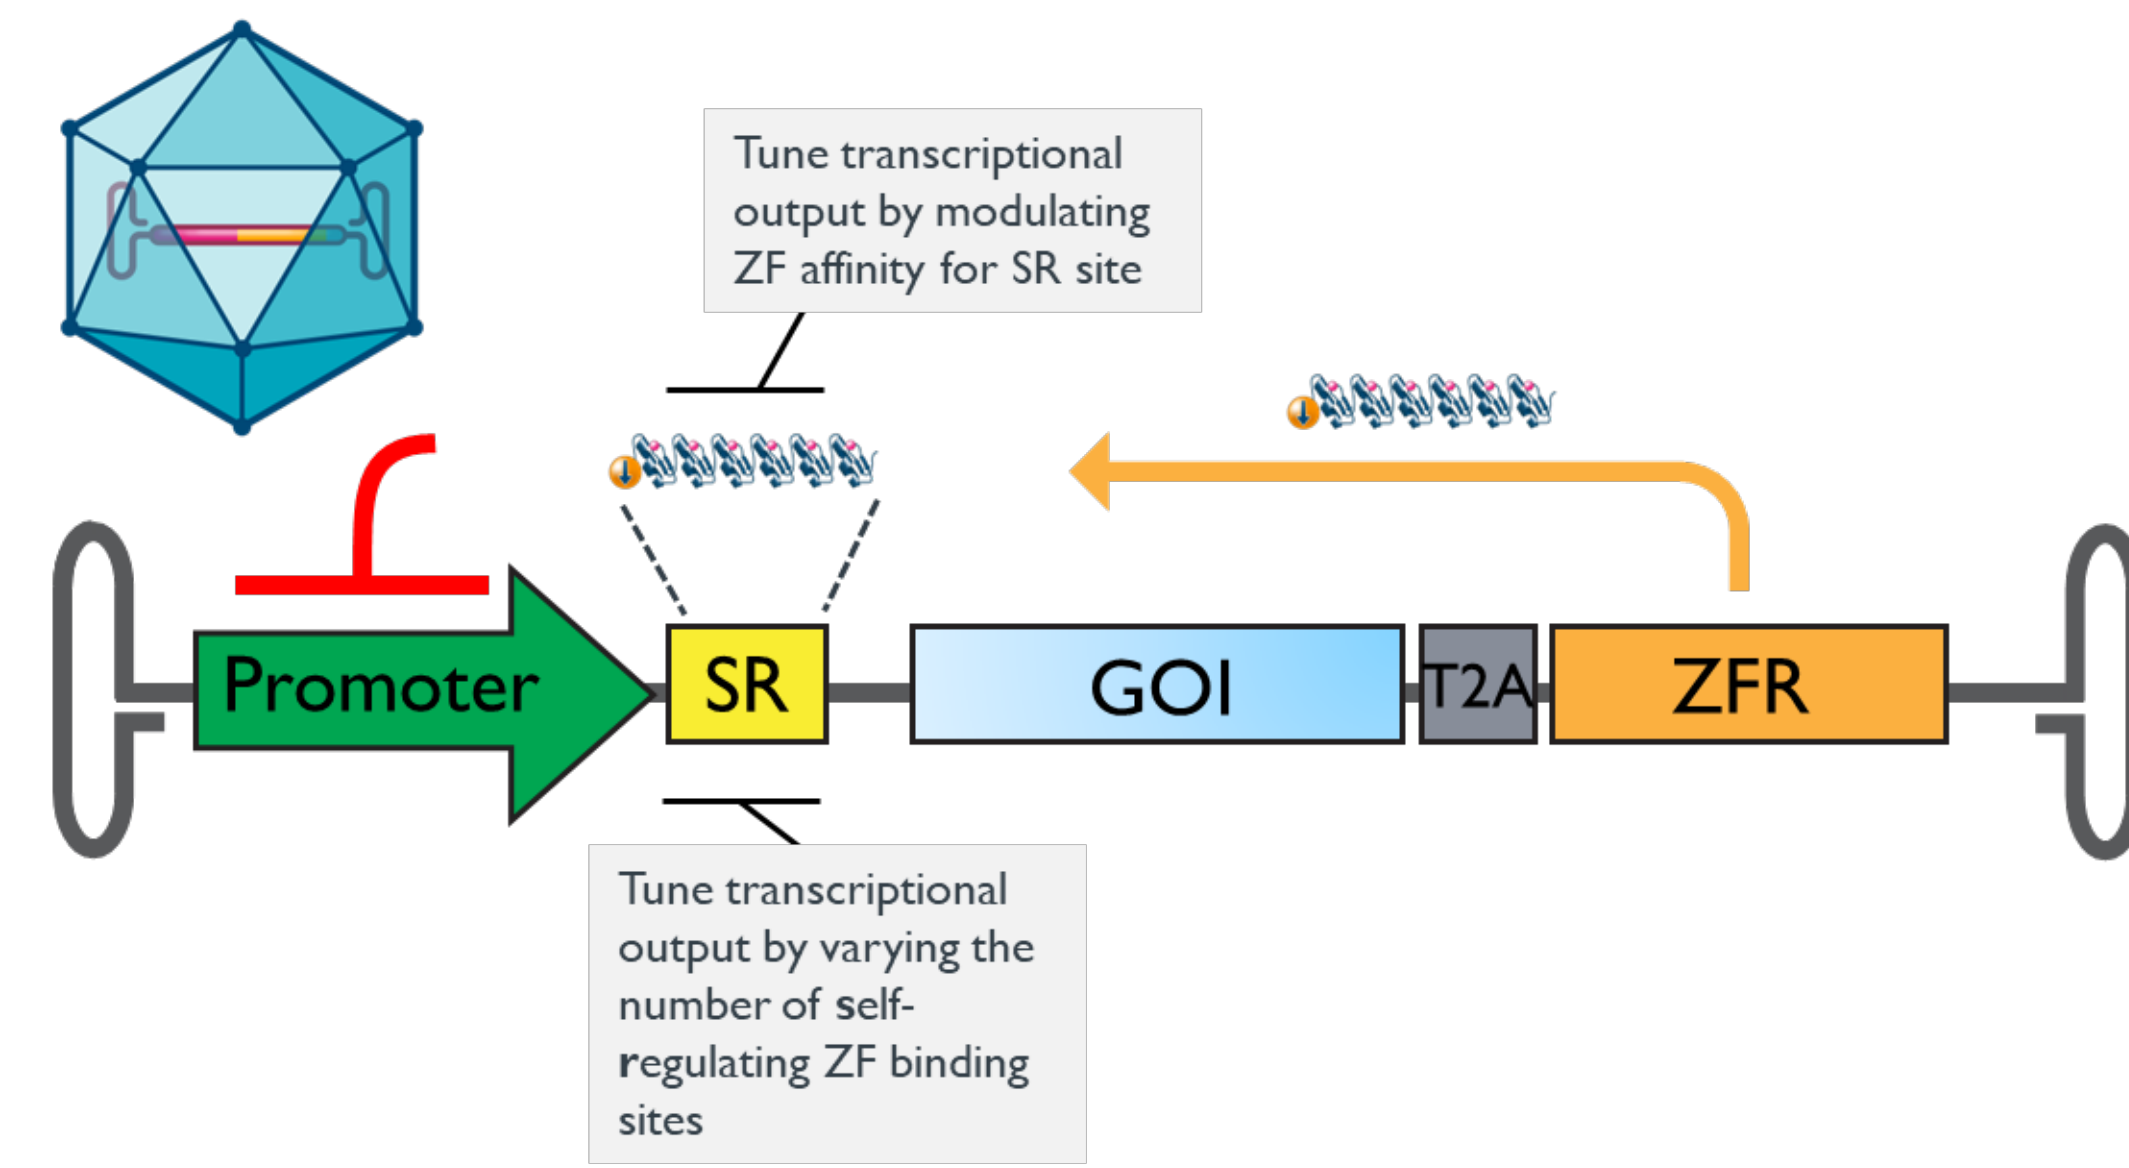 Tune transcriptional
output by modulating
ZF affinity for SR site
Promoter
SR
GOI
T2A
ZFR
Tune transcriptional
output by varying the
number of self-
regulating ZF binding
sites